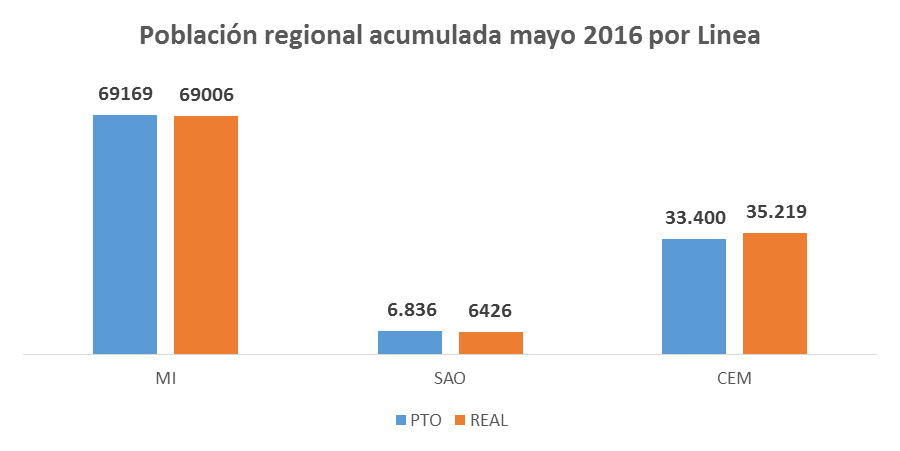 Población regional acumulada mayo 2016 por Linea
69169 69006
6.836 6426
33.400 35.219
MI SAO CEM
PTO REAL